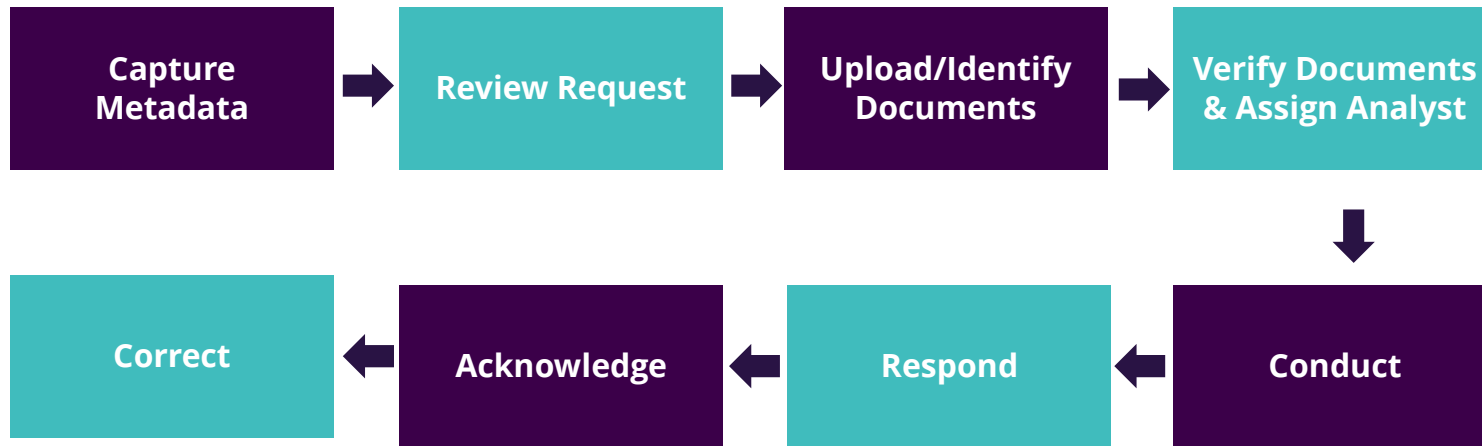 Capture
Metadata
Review Request
Upload/Identify
Documents
Verify Documents
& Assign Analyst
Conduct
Respond
Acknowledge
Correct